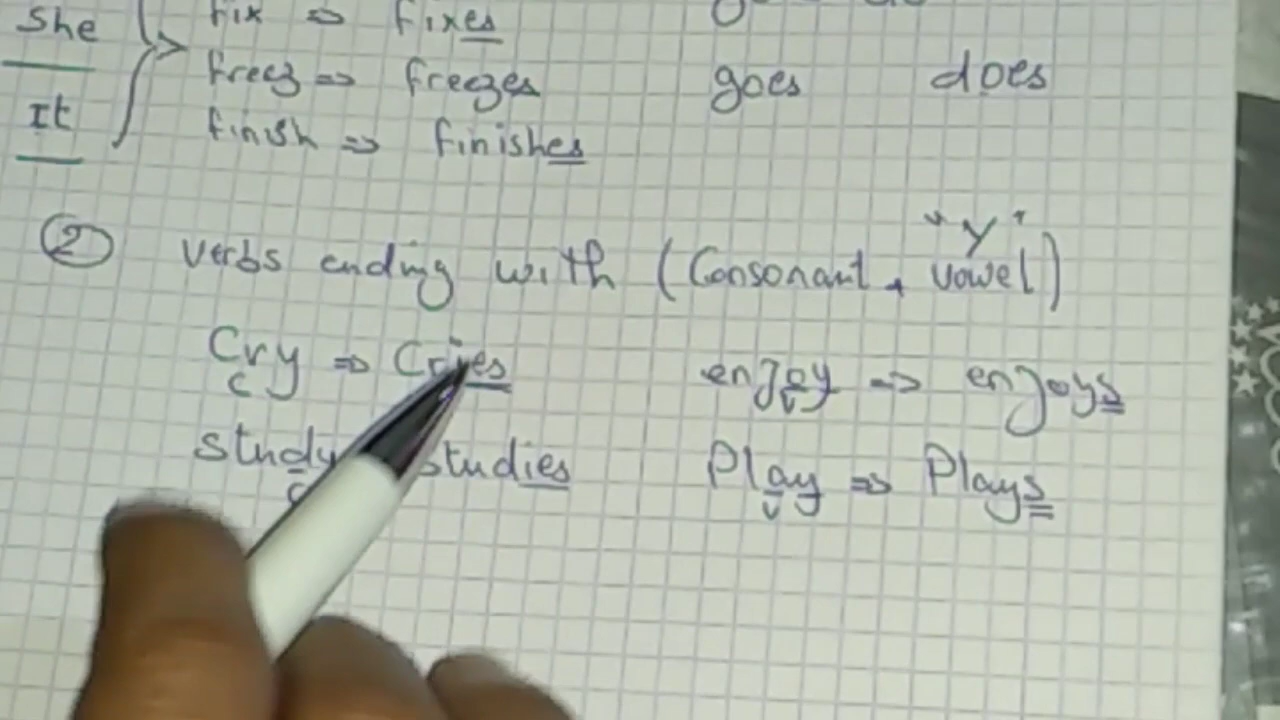 She fix => fixes
freez => freezes goes does
It finish => finishes
② Verbs ending with (Consonant + vowel) "y"
Cry => Cries enjoy => enjoys
c v
study studies Play => Plays
c v